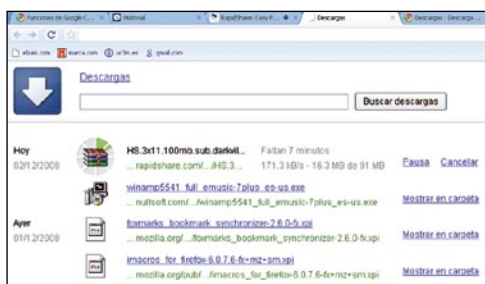 Funciones de Google C...
Historial
RapidShare: Easy F...
Descargas
Descargas - Descarga ...
elpais.com marca.com uc3m.es gmail.com
Descargas
Buscar descargas
Hoy
02/12/2008
HS.3x11.100mb.sub.darkvil... Faltan 7 minutos
...rapidshare.com/.../HS.3... 171.3 kB/s - 16.3 MB de 91 MB Pausa Cancelar
winamp5541_full_emusic-7plus_es-us.exe
...nullsoft.com/.../winamp5541_full_emusic-7plus_es-us.exe Mostrar en carpeta
Ayer
01/12/2008
foxmarks_bookmark_synchronizer-2.6.0-fx.xpi
...mozilla.org/.../foxmarks_bookmark_synchronizer-2.6.0-fx.xpi Mostrar en carpeta
imacros_for_firefox-6.0.7.6-fx+mz+sm.xpi
...mozilla.org/pub/.../imacros_for_firefox-6.0.7.6-fx+mz+sm.xpi Mostrar en carpeta